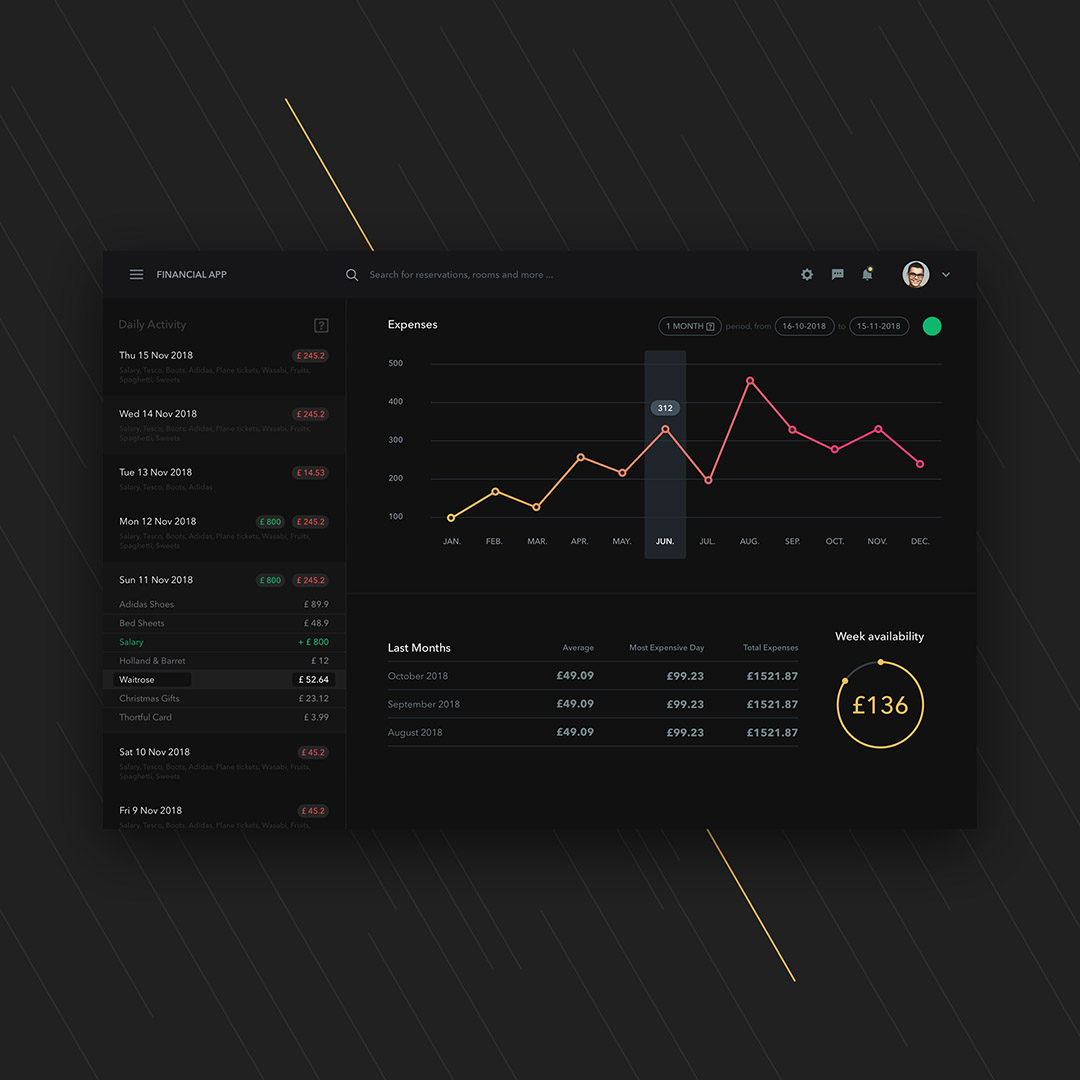 FINANCIAL APP
Search for reservations, rooms and more ...
Daily Activity
?
Thu 15 Nov 2018
£ 245.2
Salary, Tesco, Boots, Adidas, Plane tickets, Wasabi, Fruits,
Spaghetti, Sweets
Wed 14 Nov 2018
£ 245.2
Salary, Tesco, Boots, Adidas, Plane tickets, Wasabi, Fruits,
Spaghetti, Sweets
Tue 13 Nov 2018
£ 14.53
Salary, Tesco, Boots, Adidas
Mon 12 Nov 2018
£ 800
£ 245.2
Salary, Tesco, Boots, Adidas, Plane tickets, Wasabi, Fruits,
Spaghetti, Sweets
Sun 11 Nov 2018
£ 800
£ 245.2
Adidas Shoes
£ 89.9
Bed Sheets
£ 48.9
Salary
+ £ 800
Holland & Barret
£ 12
Waitrose
£ 52.64
Christmas Gifts
£ 23.12
Thortful Card
£ 3.99
Sat 10 Nov 2018
£ 45.2
Salary, Tesco, Boots, Adidas, Plane tickets, Wasabi, Fruits,
Spaghetti, Sweets
Fri 9 Nov 2018
£ 45.2
Salary, Tesco, Boots, Adidas, Plane tickets, Wasabi, Fruits,
Expenses
1 MONTH ?
period, from
16-10-2018
to
15-11-2018
500
400
300
200
100
312
JAN.
FEB.
MAR.
APR.
MAY.
JUN.
JUL.
AUG.
SEP.
OCT.
NOV.
DEC.
Last Months
Average
Most Expensive Day
Total Expenses
October 2018
£49.09
£99.23
£1521.87
September 2018
£49.09
£99.23
£1521.87
August 2018
£49.09
£99.23
£1521.87
Week availability
£136